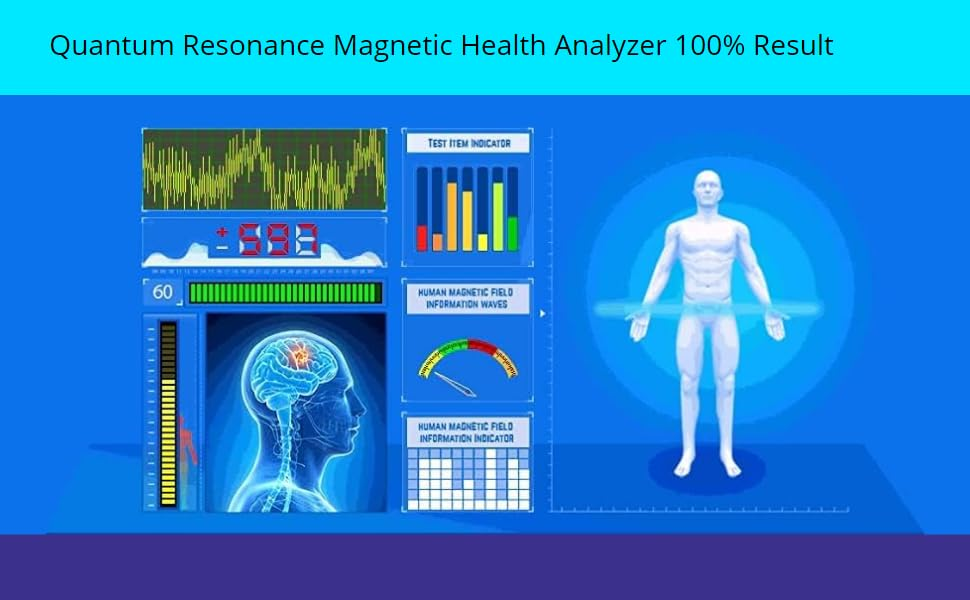 Quantum Resonance Magnetic Health Analyzer 100% Result
TEST ITEM INDICATOR
+
- 597
60
HUMAN MAGNETIC FIELD
INFORMATION WAVES
HUMAN MAGNETIC FIELD
INFORMATION INDICATOR